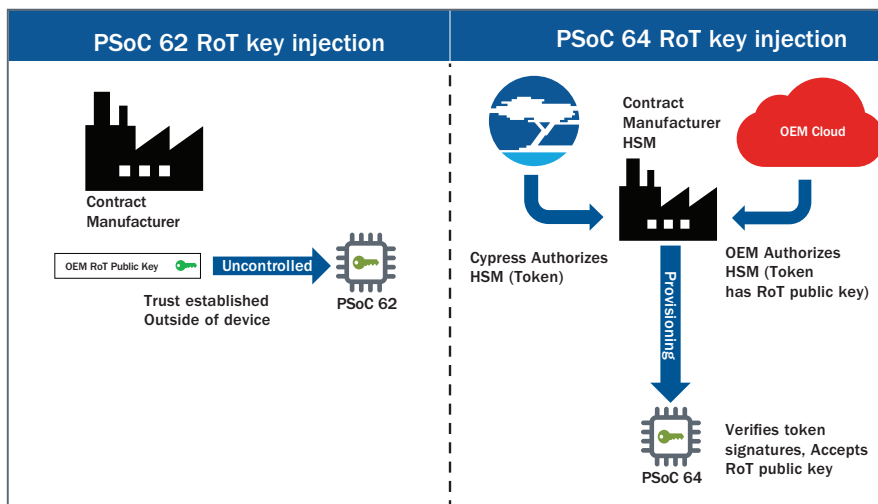 PSoC 62 RoT key injection
Contract
Manufacturer
OEM RoT Public Key
Uncontrolled
Trust established
Outside of device
PSoC 62
PSoC 64 RoT key injection
Contract
Manufacturer
HSM
OEM Cloud
Cypress Authorizes
HSM (Token)
OEM Authorizes
HSM (Token
has RoT public key)
Provisioning
PSoC 64
Verifies token
signatures, Accepts
RoT public key